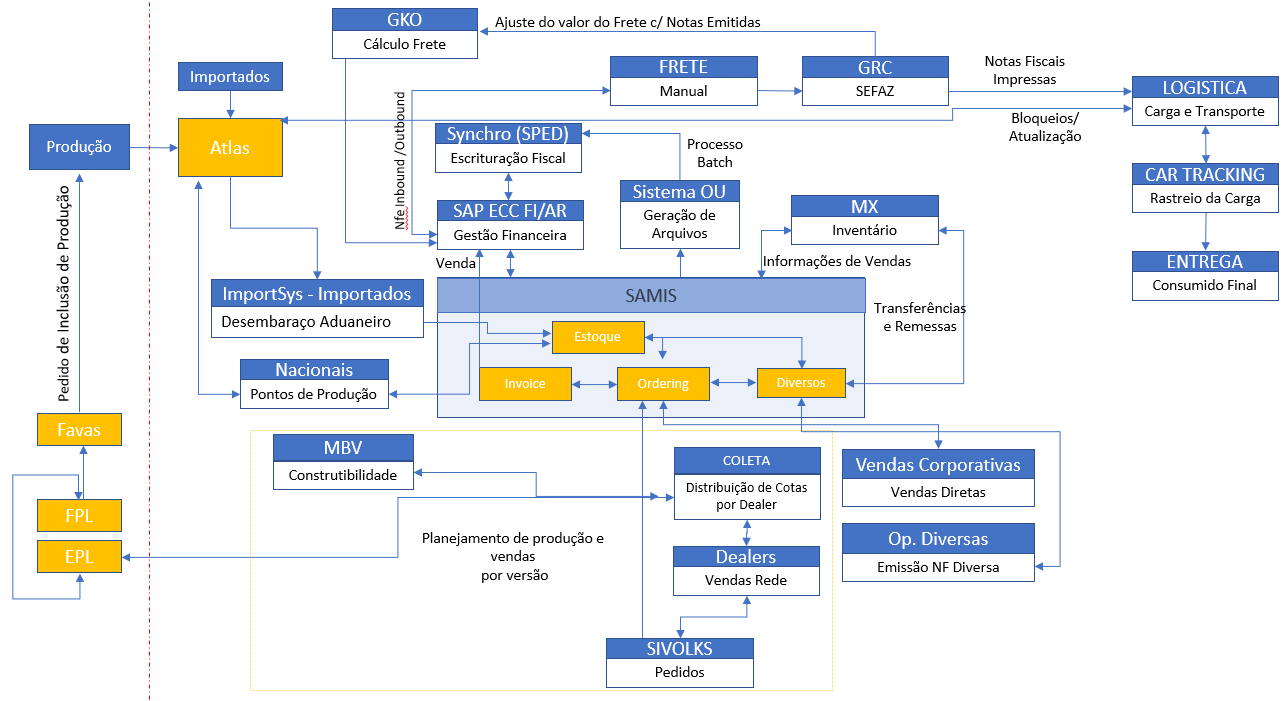 GKO
Cálculo Frete
Ajuste do valor do Frete c/ Notas Emitidas
Importados
FRETE
Manual
GRC
SEFAZ
Notas Fiscais
Impressas
LOGISTICA
Carga e Transporte
Bloqueios/
Atualização
Produção
Atlas
Nfe Inbound /Outbound
Synchro (SPED)
Escrituração Fiscal
Processo
Batch
Sistema OU
Geração de
Arquivos
CAR TRACKING
Rastreio da Carga
SAP ECC FI/AR
Gestão Financeira
MX
Inventário
Venda
Informações de Vendas
ENTREGA
Consumido Final
Pedido de Inclusão de Produção
ImportSys - Importados
Desembaraço Aduaneiro
SAMIS
Transferências
e Remessas
Estoque
Nacionais
Pontos de Produção
Invoice
Ordering
Diversos
Favas
MBV
Construtibilidade
COLETA
Distribuição de Cotas
por Dealer
Vendas Corporativas
Vendas Diretas
FPL
EPL
Planejamento de produção e
vendas
por versão
Op. Diversas
Emissão NF Diversa
Dealers
Vendas Rede
SIVOLKS
Pedidos